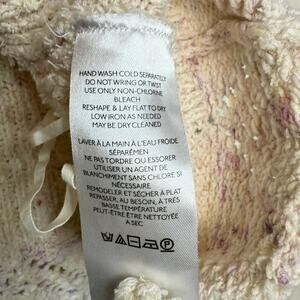 HAND WASH COLD SEPARATELY
DO NOT WRING OR TWIST
USE ONLY NON-CHLORINE
BLEACH
RESHAPE & LAY FLAT TO DRY
LOW IRON AS NEEDED
MAY BE DRY CLEANED
LAVER À LA MAIN À L'EAU FROIDE
SÉPARÉMEN
NE PAS TORDRE OU ESSORER
UTILISER UN AGENT DE
BLANCHIMENT SANS CHLORE SI
NÉCESSAIRE
REMODELER ET SÉCHER À PLAT
REPASSER, AU BESOIN, À TRÈS
BASSE TEMPÉRATURE
PEUT-ÊTRE ÊTRE NETTOYÉE
A SEC